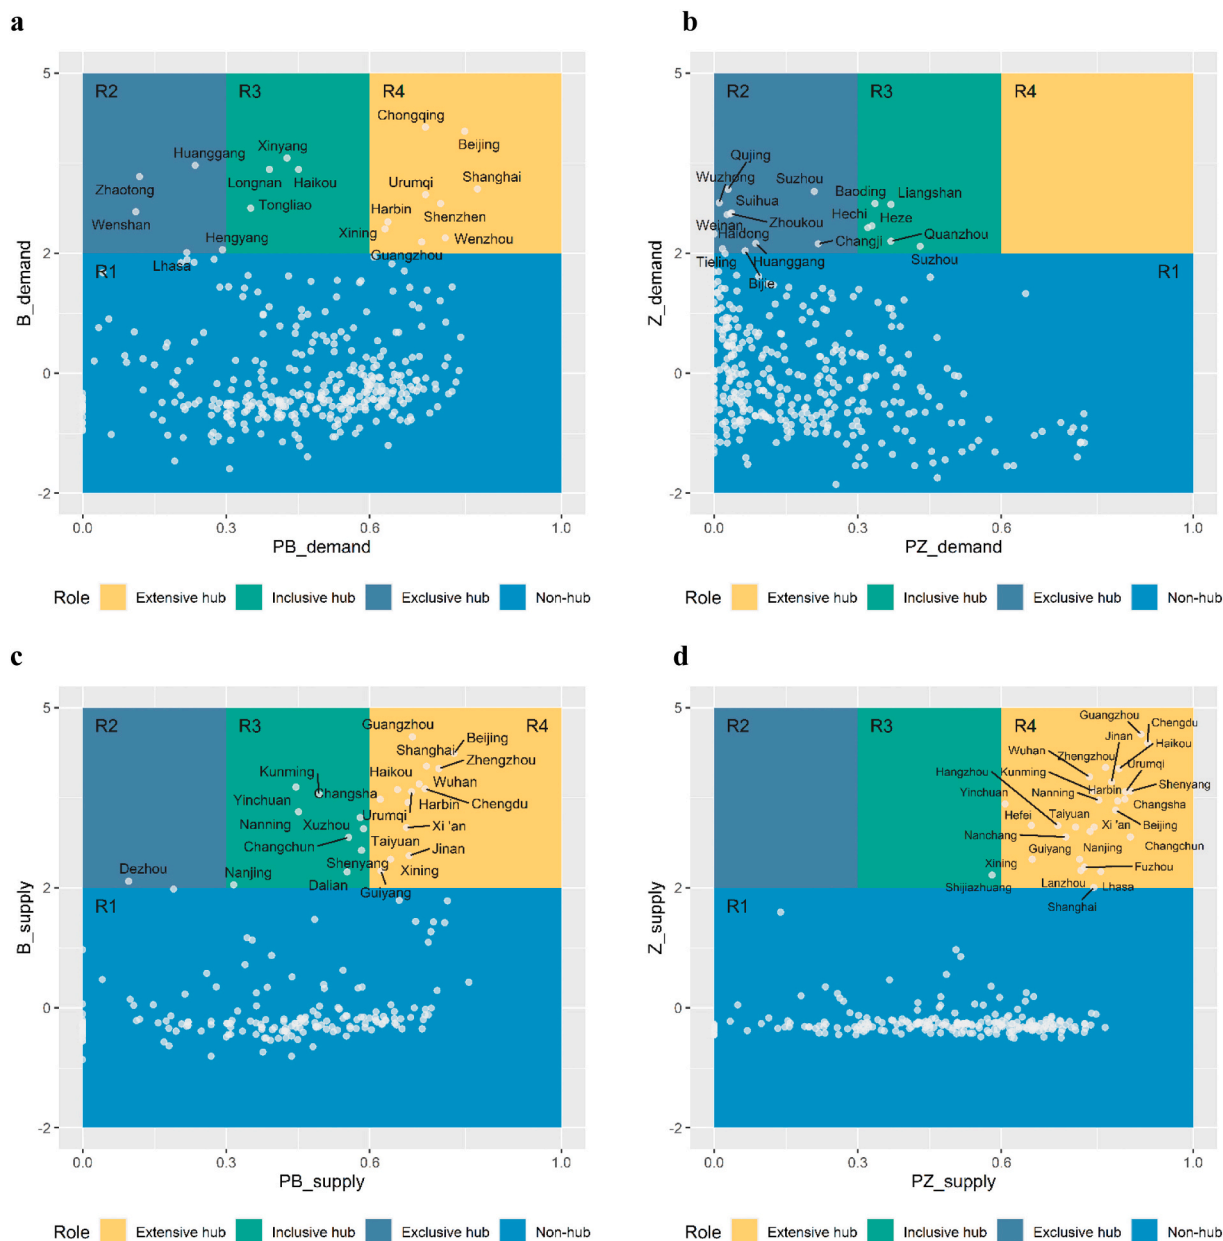 a
5
R2
R3
R4
Chongqing
Xinyang
Beijing
Huanggang
Zhaotong
Longnan
Haikou
Urumqi
Shanghai
Tongliao
Harbin
Shenzhen
Wenshan
Hengyang
Xining
Wenzhou
Guangzhou
2
Lhasa
R1
B_demand
0
-2
0.0
0.3
0.6
1.0
PB_demand
Role
Extensive hub
Inclusive hub
Exclusive hub
Non-hub
b
5
R2
R3
R4
Qujing
Wuzhong
Suzhou
Suihua
Baoding
Liangshan
Zhoukou
Hechi
Heze
Weinan
Haidong
Changji
Quanzhou
2
Tieling
Huanggang
Suzhou
Bijie
R1
Z_demand
0
-2
0.0
0.3
0.6
1.0
PZ_demand
Role
Extensive hub
Inclusive hub
Exclusive hub
Non-hub
c
5
R2
R3
R4
Guangzhou
Beijing
Shanghai
Zhengzhou
Kunming
Haikou
Changsha
Wuhan
Yinchuan
Harbin
Chengdu
Urumqi
Nanning
Xuzhou
Xi 'an
Changchun
Taiyuan
Jinan
Shenyang
Xining
Dezhou
Nanjing
Dalian
Guiyang
2
R1
B_supply
0
-2
0.0
0.3
0.6
1.0
PB_supply
Role
Extensive hub
Inclusive hub
Exclusive hub
Non-hub
d
5
R2
R3
R4
Guangzhou
Chengdu
Jinan
Haikou
Wuhan
Zhengzhou
Urumqi
Hangzhou
Kunming
Shenyang
Yinchuan
Nanning
Harbin
Changsha
Hefei
Taiyuan
Xi 'an
Beijing
Nanchang
Guiyang
Nanjing
Changchun
Xining
Fuzhou
Shijiazhuang
Lanzhou
Lhasa
2
Shanghai
R1
Z_supply
0
-2
0.0
0.3
0.6
1.0
PZ_supply
Role
Extensive hub
Inclusive hub
Exclusive hub
Non-hub